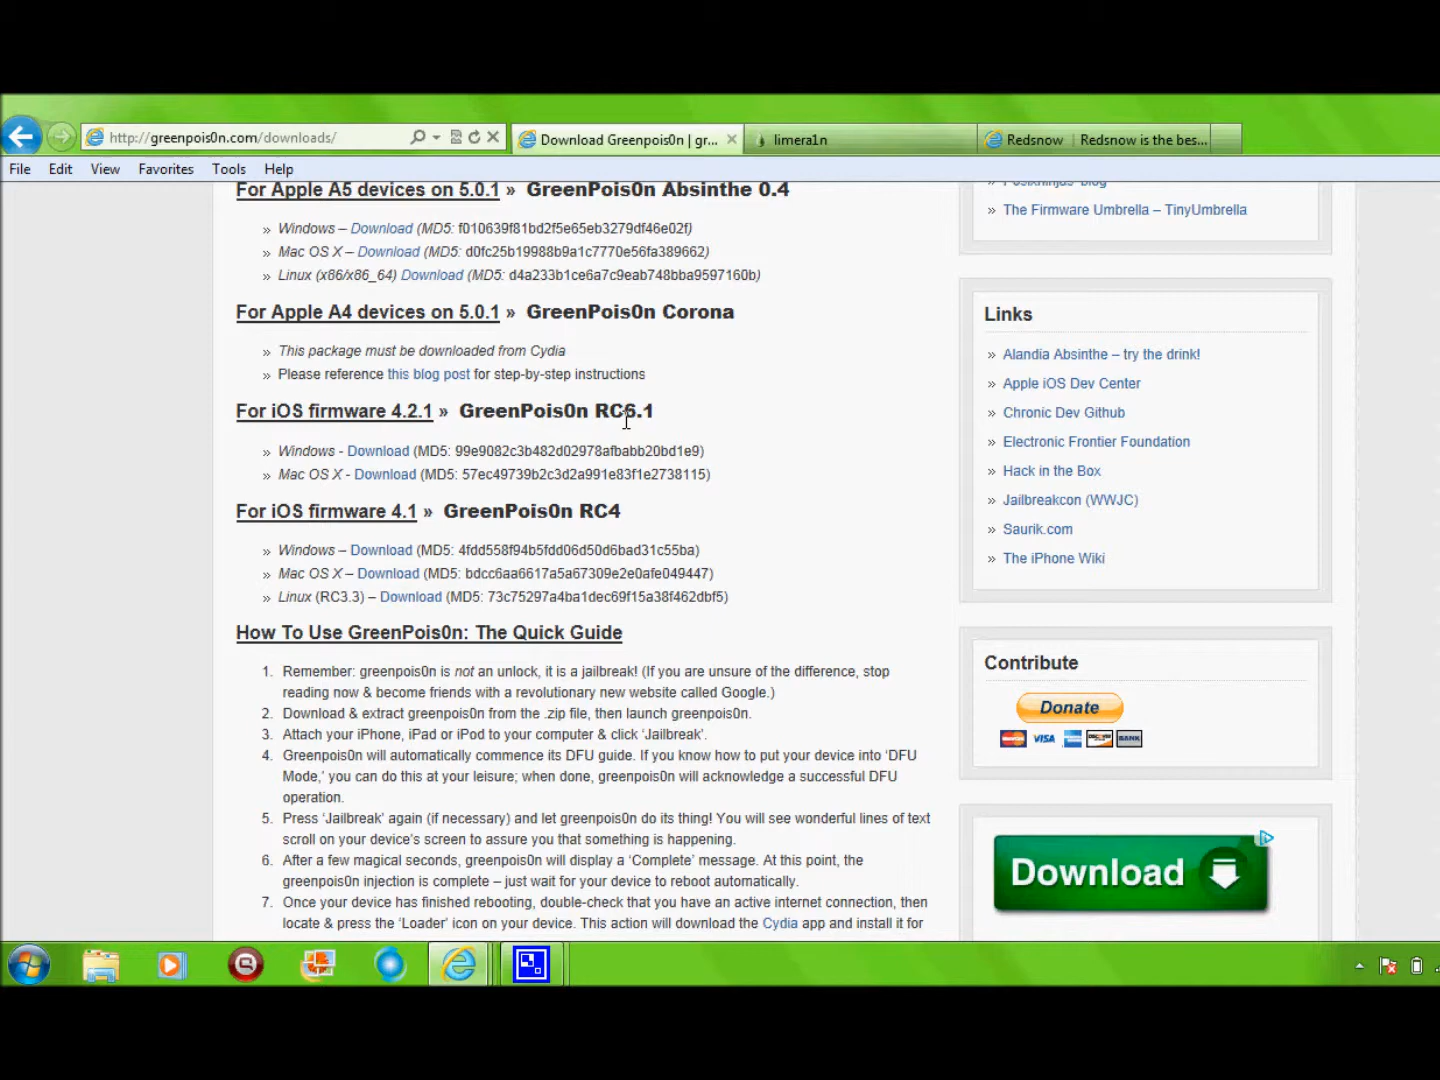 http://greenpois0n.com/downloads/
Download Greenpois0n | gr...
limera1n
Redsnow | Redsnow is the bes...
File Edit View Favorites Tools Help
For Apple A5 devices on 5.0.1 » GreenPois0n Absinthe 0.4
» Windows – Download (MD5: f010639f81bd2f5e65eb3279df46e02f)
» Mac OS X – Download (MD5: d0fc25b19988b9a1c7770e56fa389662)
» Linux (x86/x86_64) Download (MD5: d4a233b1ce6a7c9eab748bba9597160b)
For Apple A4 devices on 5.0.1 » GreenPois0n Corona
» This package must be downloaded from Cydia
» Please reference this blog post for step-by-step instructions
For iOS firmware 4.2.1 » GreenPois0n RC6.1
» Windows - Download (MD5: 99e9082c3b482d02978afbabb20bd1e9)
» Mac OS X - Download (MD5: 57ec49739b2c3d2a991e83f1e2738115)
For iOS firmware 4.1 » GreenPois0n RC4
» Windows – Download (MD5: 4fdd558f94b5fdd06d50d6bad31c55ba)
» Mac OS X – Download (MD5: bdcc6aa6617a5a67309e2e0afe049447)
» Linux (RC3.3) – Download (MD5: 73c75297a4ba1dec69f15a38f462dbf5)
How To Use GreenPois0n: The Quick Guide
1. Remember: greenpois0n is not an unlock, it is a jailbreak! (If you are unsure of the difference, stop
reading now & become friends with a revolutionary new website called Google.)
2. Download & extract greenpois0n from the .zip file, then launch greenpois0n.
3. Attach your iPhone, iPad or iPod to your computer & click ‘Jailbreak’.
4. Greenpois0n will automatically commence its DFU guide. If you know how to put your device into ‘DFU
Mode,’ you can do this at your leisure; when done, greenpois0n will acknowledge a successful DFU
operation.
5. Press ‘Jailbreak’ again (if necessary) and let greenpois0n do its thing! You will see wonderful lines of text
scroll on your device’s screen to assure you that something is happening.
6. After a few magical seconds, greenpois0n will display a ‘Complete’ message. At this point, the
greenpois0n injection is complete – just wait for your device to reboot automatically.
7. Once your device has finished rebooting, double-check that you have an active internet connection, then
locate & press the ‘Loader’ icon on your device. This action will download the Cydia app and install it for
» The Firmware Umbrella – TinyUmbrella
Links
» Alandia Absinthe – try the drink!
» Apple iOS Dev Center
» Chronic Dev Github
» Electronic Frontier Foundation
» Hack in the Box
» Jailbreakcon (WWJC)
» Saurik.com
» The iPhone Wiki
Contribute
Donate
VISA
BANK
Download